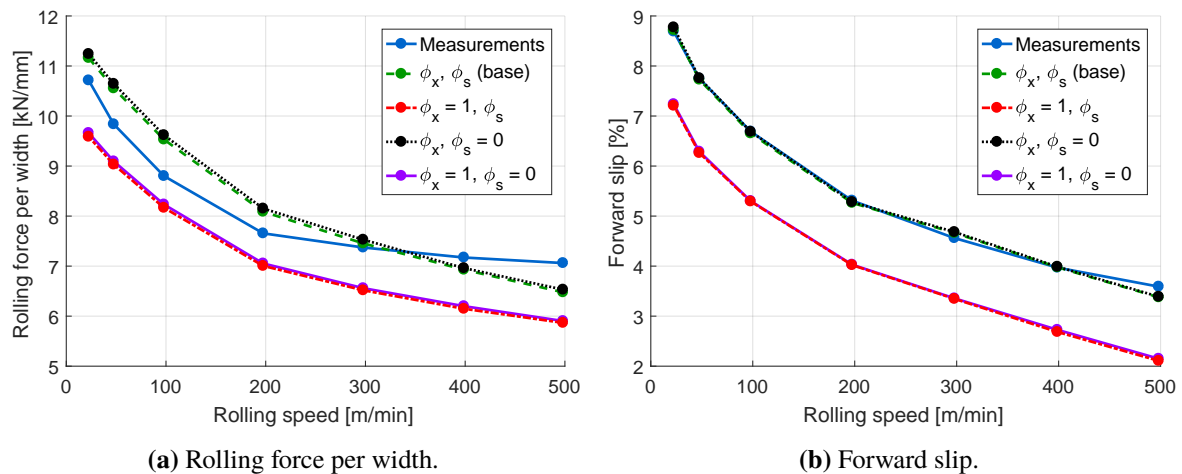 12
11
10
9
8
7
6
5
0
100
200
300
400
500
Rolling force per width [kN/mm]
Rolling speed [m/min]
Measurements
ϕx, ϕs (base)
ϕx = 1, ϕs
ϕx, ϕs = 0
ϕx = 1, ϕs = 0
(a) Rolling force per width.
9
8
7
6
5
4
3
2
0
100
200
300
400
500
Forward slip [%]
Rolling speed [m/min]
Measurements
ϕx, ϕs (base)
ϕx = 1, ϕs
ϕx, ϕs = 0
ϕx = 1, ϕs = 0
(b) Forward slip.